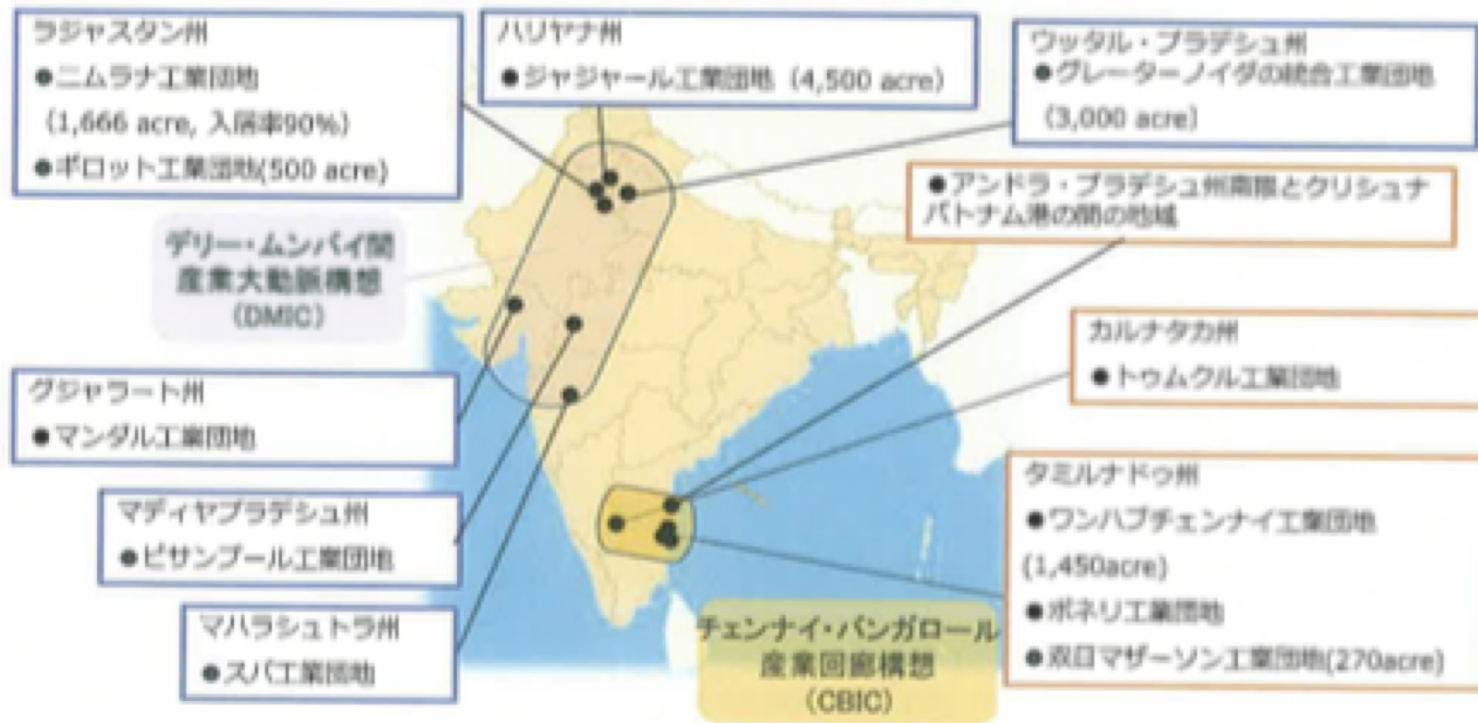 ラジャスタン州
●ニムラナ工業団地
(1,666 acre, 入居率90%)
●ギロット工業団地(500 acre)
ハリヤナ州
●ジャジャール工業団地 (4,500 acre)
ウッタル・プラデシュ州
●グレーターノイダの統合工業団地
(3,000 acre)
●アンドラ・プラデシュ州南限とクリシュナ
パトナム港の間の地域
デリー・ムンバイ間
産業大動脈構想
(DMIC)
カルナタカ州
●トゥムクル工業団地
グジャラート州
●マンダル工業団地
タミルナドゥ州
●ワンハブチェンナイ工業団地
(1,450acre)
●ポネリ工業団地
●双日マザーソン工業団地(270acre)
マディヤプラデシュ州
●ピサンプール工業団地
マハラシュトラ州
●スパ工業団地
チェンナイ・バンガロール
産業回廊構想
(CBIC)